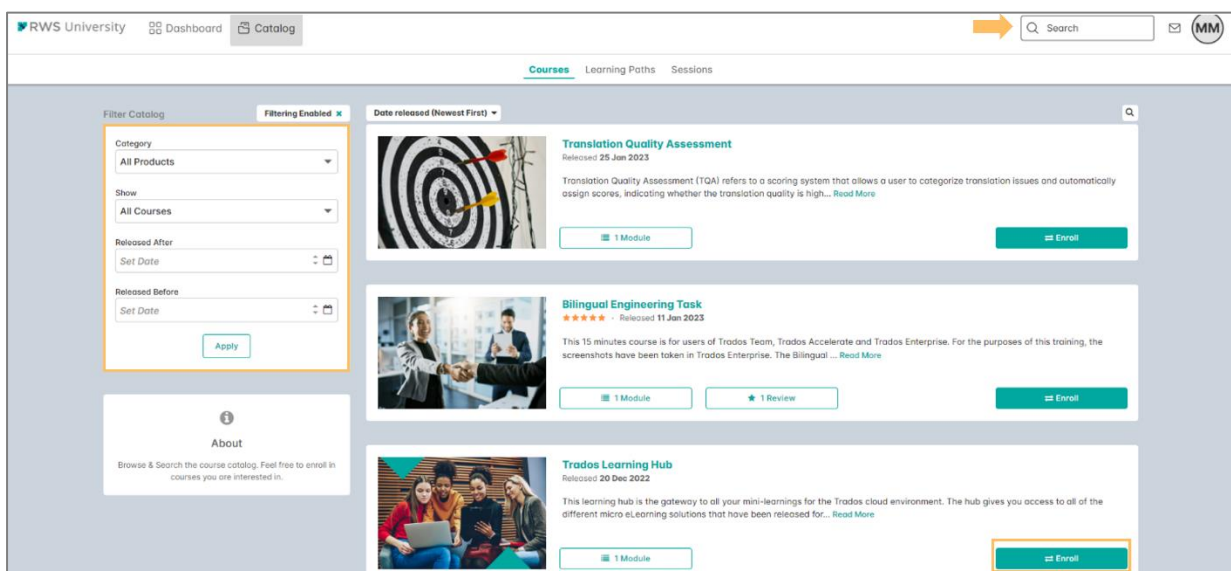 RWS University
Dashboard
Catalog
Search
MM
Courses
Learning Paths
Sessions
Filter Catalog
Filtering Enabled ×
Category
All Products
Show
All Courses
Released After
Set Date
Released Before
Set Date
Apply
About
Browse & Search the course catalog. Feel free to enroll in
courses you are interested in.
Date released (Newest First)
Translation Quality Assessment
Released 25 Jan 2023
Translation Quality Assessment (TQA) refers to a scoring system that allows a user to categorize translation issues and automatically
assign scores, indicating whether the translation quality is high... Read More
1 Module
Enroll
Bilingual Engineering Task
· Released 11 Jan 2023
This 15 minutes course is for users of Trados Team, Trados Accelerate and Trados Enterprise. For the purposes of this training, the
screenshots have been taken in Trados Enterprise. The Bilingual ... Read More
1 Module
1 Review
Enroll
Trados Learning Hub
Released 20 Dec 2022
This learning hub is the gateway to all your mini-learnings for the Trados cloud environment. The hub gives you access to all of the
different micro eLearning solutions that have been released for... Read More
1 Module
Enroll